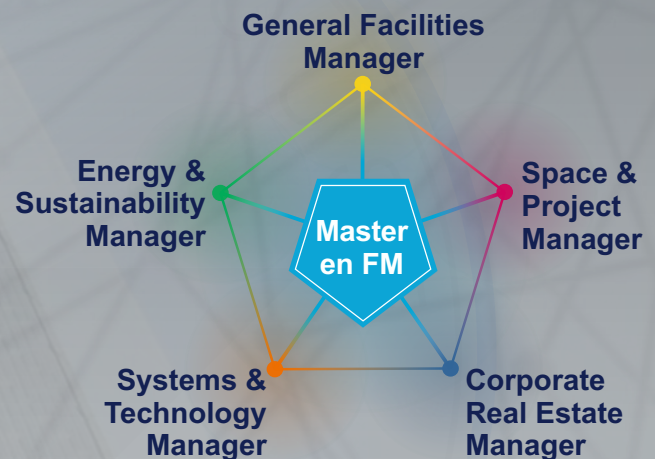 General Facilities
Manager
Energy &
Sustainability
Manager
Space &
Project
Manager
Master
en FM
Systems &
Technology
Manager
Corporate
Real Estate
Manager